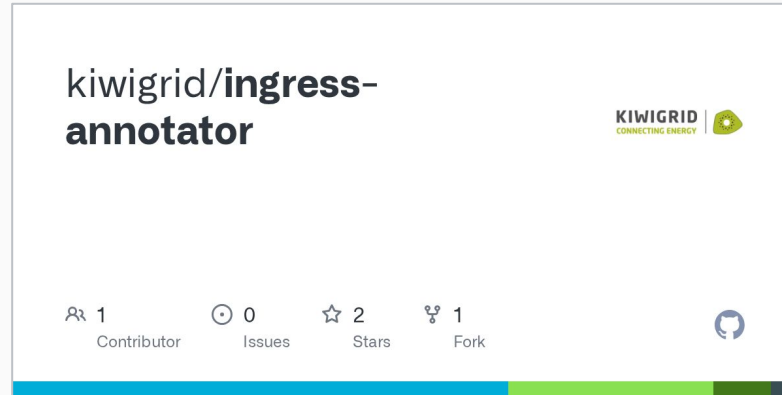 kiwigrid/ingress-
annotator
KIWIGRID
CONNECTING ENERGY
1
Contributor
0
Issues
2
Stars
1
Fork